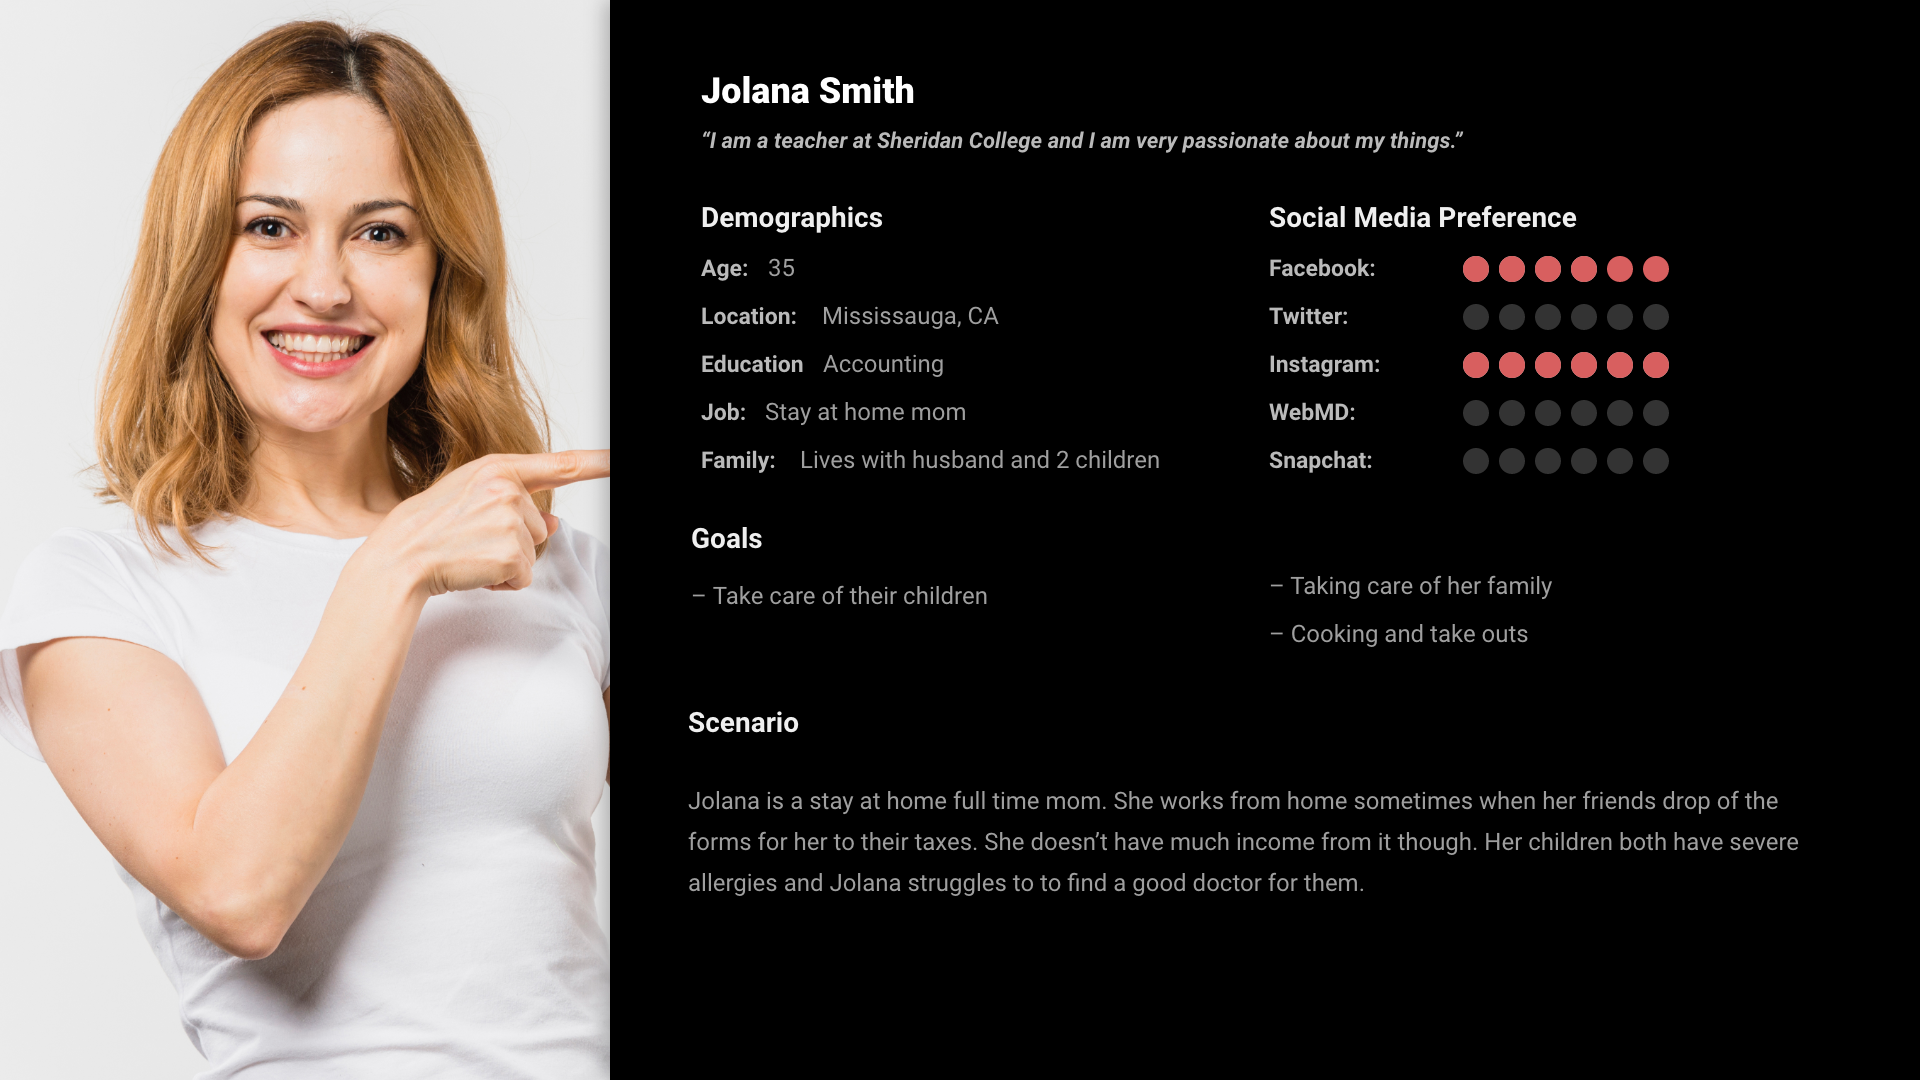 Jolana Smith
“I am a teacher at Sheridan College and I am very passionate about my things.”
Demographics
Age: 35
Location: Mississauga, CA
Education Accounting
Job: Stay at home mom
Family: Lives with husband and 2 children
Social Media Preference
Facebook:
Twitter:
Instagram:
WebMD:
Snapchat:
Goals
– Take care of their children
– Taking care of her family
– Cooking and take outs
Scenario
Jolana is a stay at home full time mom. She works from home sometimes when her friends drop of the
forms for her to their taxes. She doesn’t have much income from it though. Her children both have severe
allergies and Jolana struggles to to find a good doctor for them.